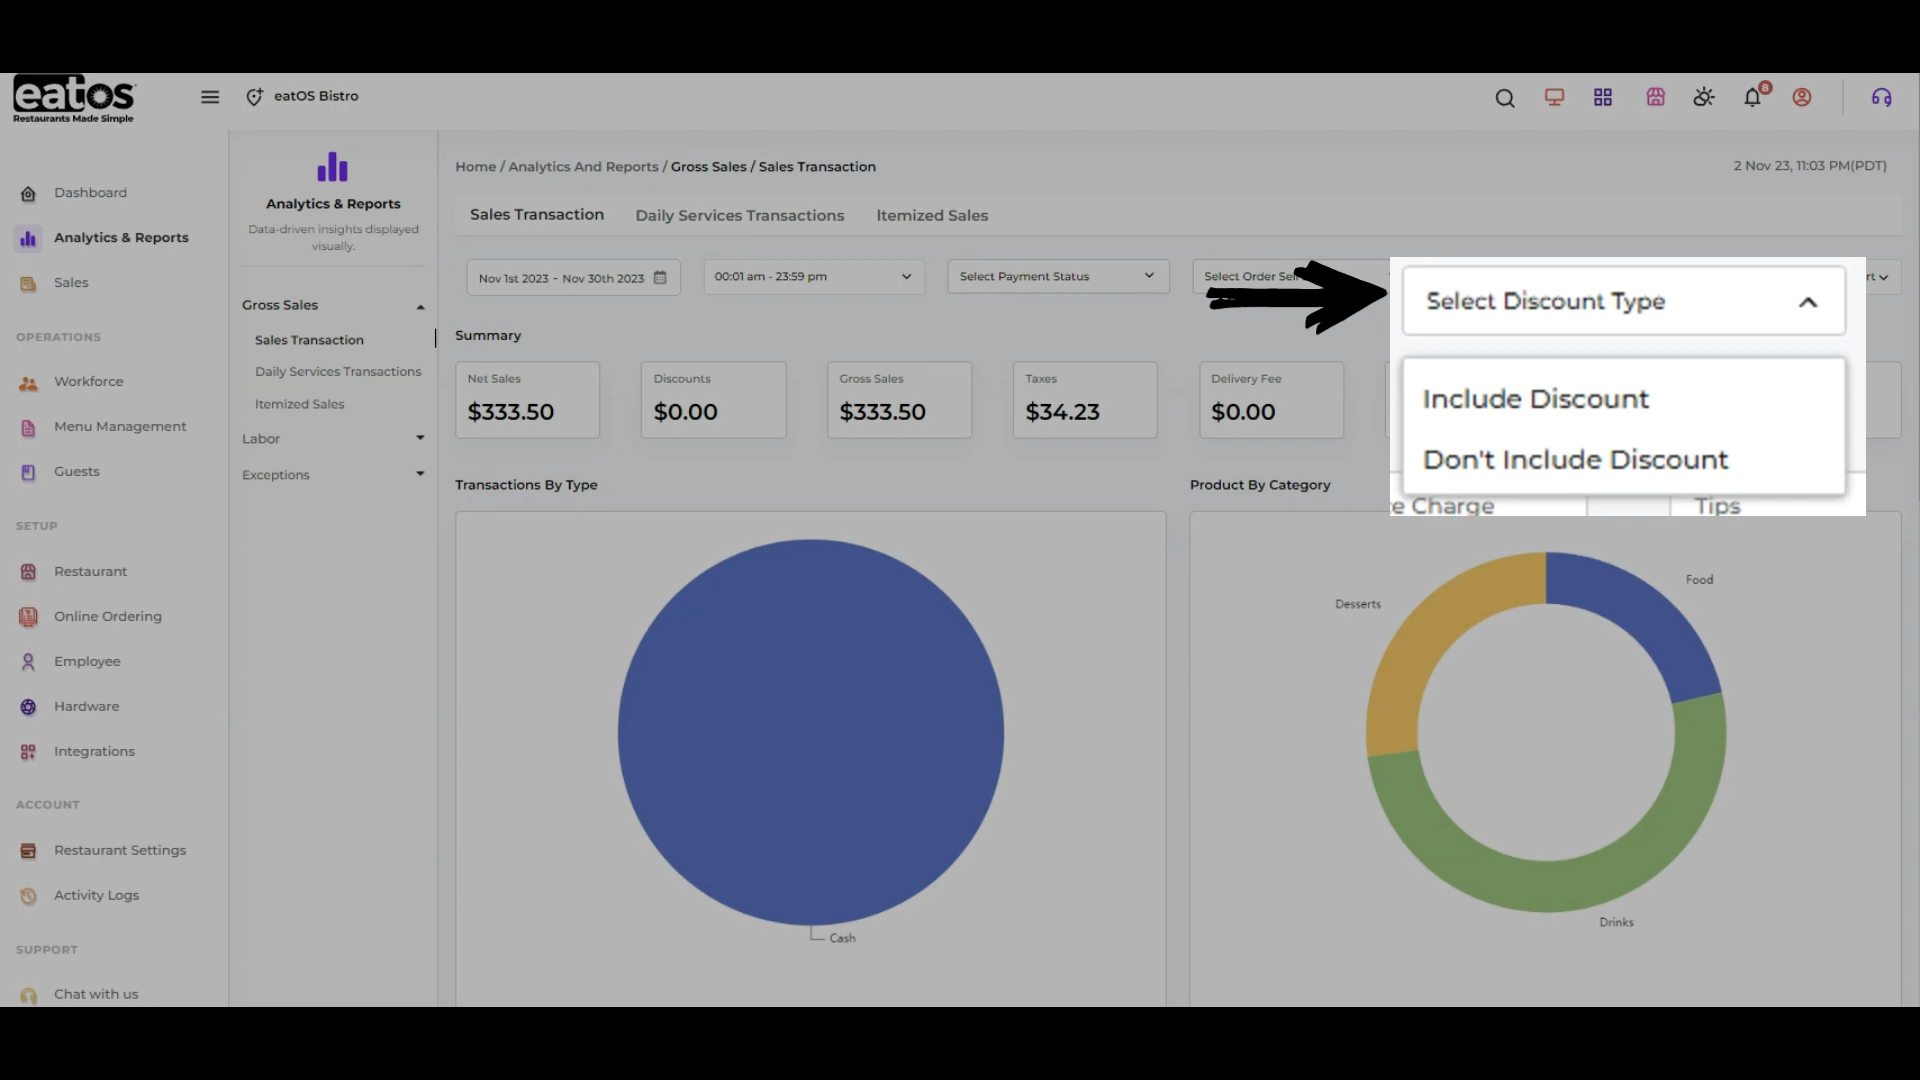 eatos
Restaurants Made Simple
eatOS Bistro
8
Dashboard
Analytics & Reports
Sales
OPERATIONS
Workforce
Menu Management
Guests
SETUP
Restaurant
Online Ordering
Employee
Hardware
Integrations
ACCOUNT
Restaurant Settings
Activity Logs
SUPPORT
Chat with us
Analytics & Reports
Data-driven insights displayed
visually.
Gross Sales
Sales Transaction
Daily Services Transactions
Itemized Sales
Labor
Exceptions
Home / Analytics And Reports / Gross Sales / Sales Transaction
2 Nov 23, 11:03 PM(PDT)
Sales Transaction
Daily Services Transactions
Itemized Sales
Nov 1st 2023 - Nov 30th 2023
00:01 am - 23:59 pm
Select Payment Status
Select Order
Select Discount Type
Include Discount
Don't Include Discount
Charge
Tips
Summary
Net Sales
$333.50
Discounts
$0.00
Gross Sales
$333.50
Taxes
$34.23
Delivery Fee
$0.00
Transactions By Type
Cash
Product By Category
Food
Desserts
Drinks